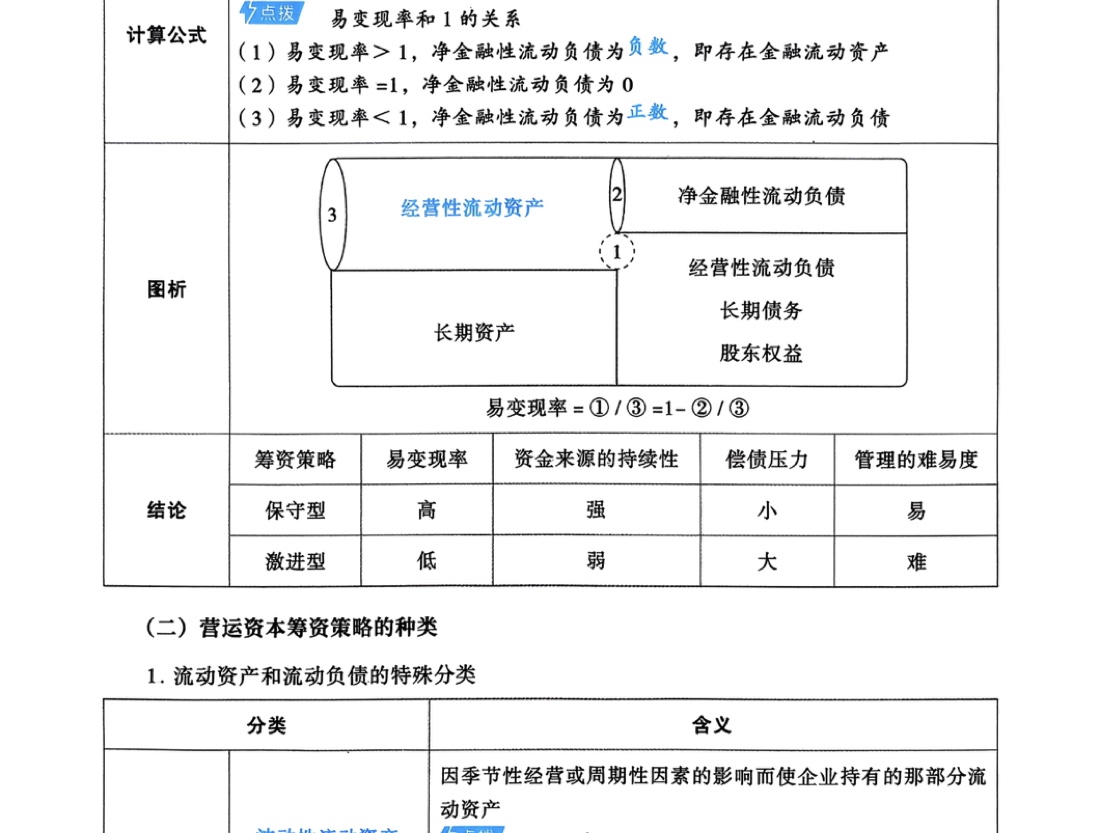 计算公式
点拨 易变现率和1的关系
（1）易变现率＞1，净金融性流动负债为负数，即存在金融流动资产
（2）易变现率=1，净金融性流动负债为0
（3）易变现率＜1，净金融性流动负债为正数，即存在金融流动负债
图析
3
经营性流动资产
2
净金融性流动负债
1
经营性流动负债
长期债务
股东权益
长期资产
易变现率=①/③=1-②/③
结论
筹资策略 易变现率 资金来源的持续性 偿债压力 管理的难易度
保守型 高 强 小 易
激进型 低 弱 大 难
（二）营运资本筹资策略的种类
1. 流动资产和流动负债的特殊分类
分类 含义
因季节性经营或周期性因素的影响而使企业持有的那部分流
动资产